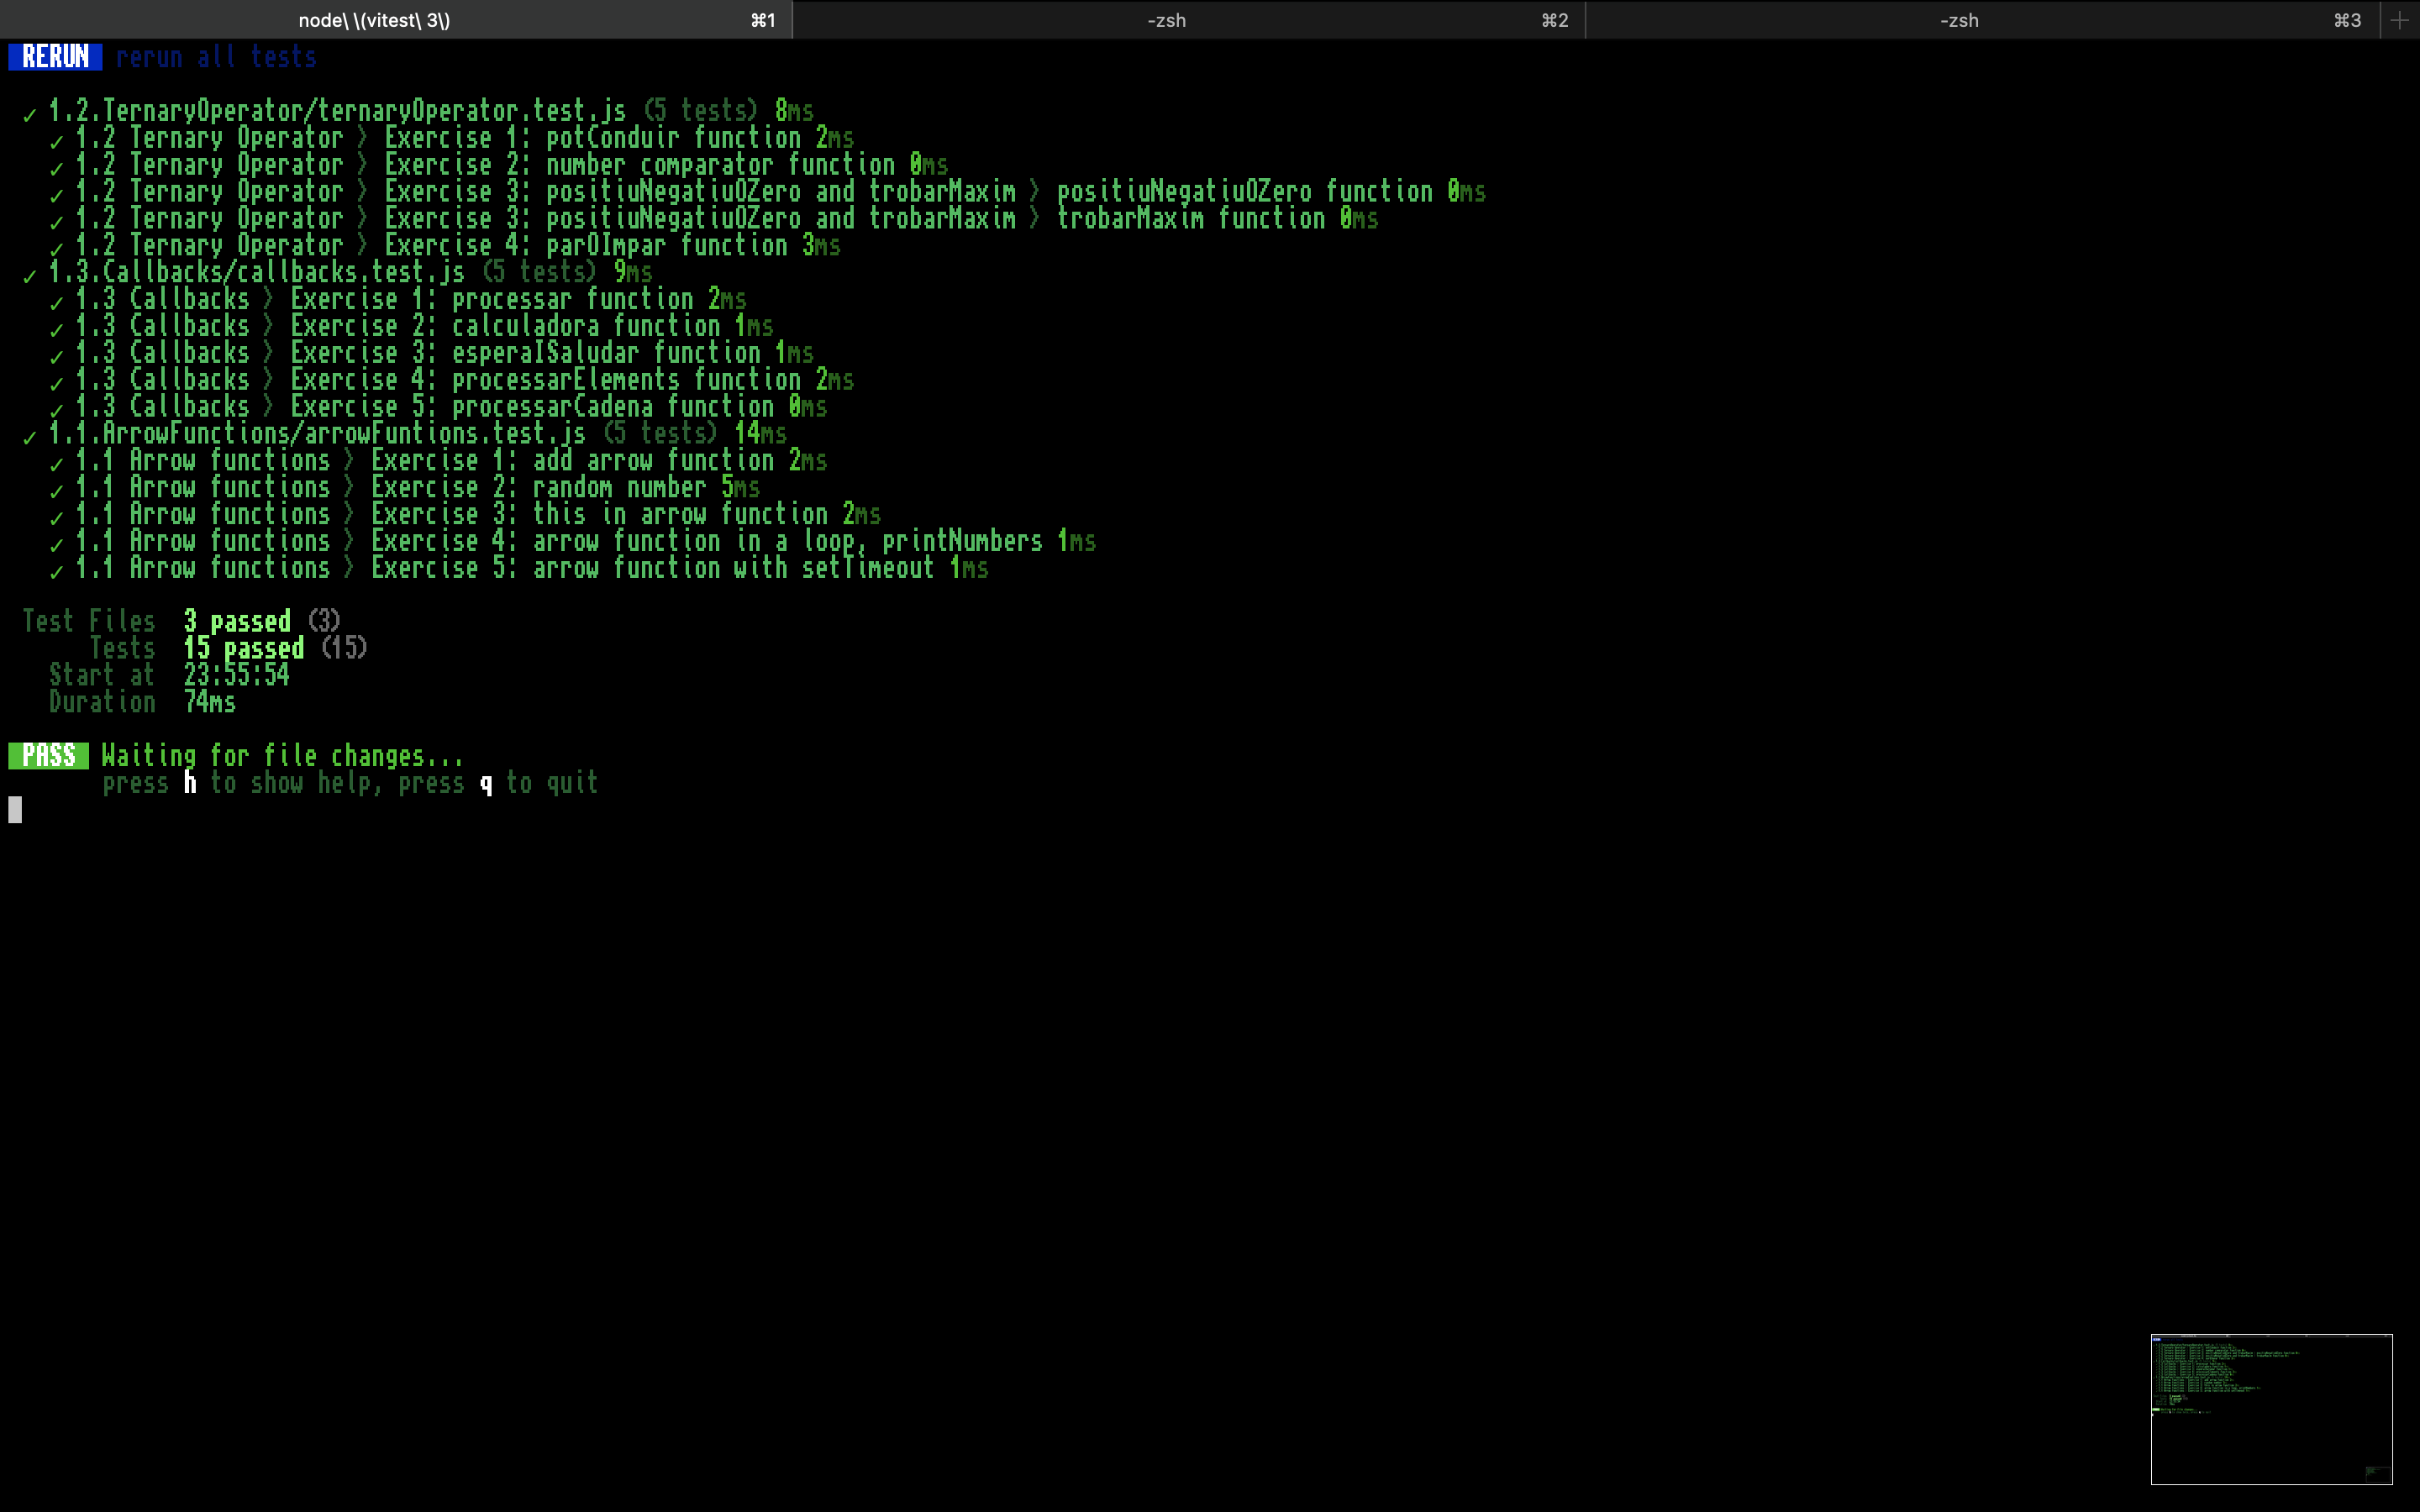 node\ \(vitest\ 3\) ⌘1 -zsh ⌘2 -zsh ⌘3 +
RERUN rerun all tests
✓ 1.2.TernaryOperator/ternaryOperator.test.js (5 tests) 8ms
✓ 1.2 Ternary Operator > Exercise 1: potConduir function 2ms
✓ 1.2 Ternary Operator > Exercise 2: number comparator function 0ms
✓ 1.2 Ternary Operator > Exercise 3: positiuNegatiuOZero and trobarMaxim > positiuNegatiuOZero function 0ms
✓ 1.2 Ternary Operator > Exercise 3: positiuNegatiuOZero and trobarMaxim > trobarMaxim function 0ms
✓ 1.2 Ternary Operator > Exercise 4: parOImpar function 3ms
✓ 1.3.Callbacks/callbacks.test.js (5 tests) 9ms
✓ 1.3 Callbacks > Exercise 1: processar function 2ms
✓ 1.3 Callbacks > Exercise 2: calculadora function 1ms
✓ 1.3 Callbacks > Exercise 3: esperaISaludar function 1ms
✓ 1.3 Callbacks > Exercise 4: processarElements function 2ms
✓ 1.3 Callbacks > Exercise 5: processarCadena function 0ms
✓ 1.1.ArrowFunctions/arrowFuntions.test.js (5 tests) 14ms
✓ 1.1 Arrow functions > Exercise 1: add arrow function 2ms
✓ 1.1 Arrow functions > Exercise 2: random number 5ms
✓ 1.1 Arrow functions > Exercise 3: this in arrow function 2ms
✓ 1.1 Arrow functions > Exercise 4: arrow function in a loop, printNumbers 1ms
✓ 1.1 Arrow functions > Exercise 5: arrow function with setTimeout 1ms
Test Files 3 passed (3)
Tests 15 passed (15)
Start at 23:55:54
Duration 74ms
PASS Waiting for file changes...
press h to show help, press q to quit